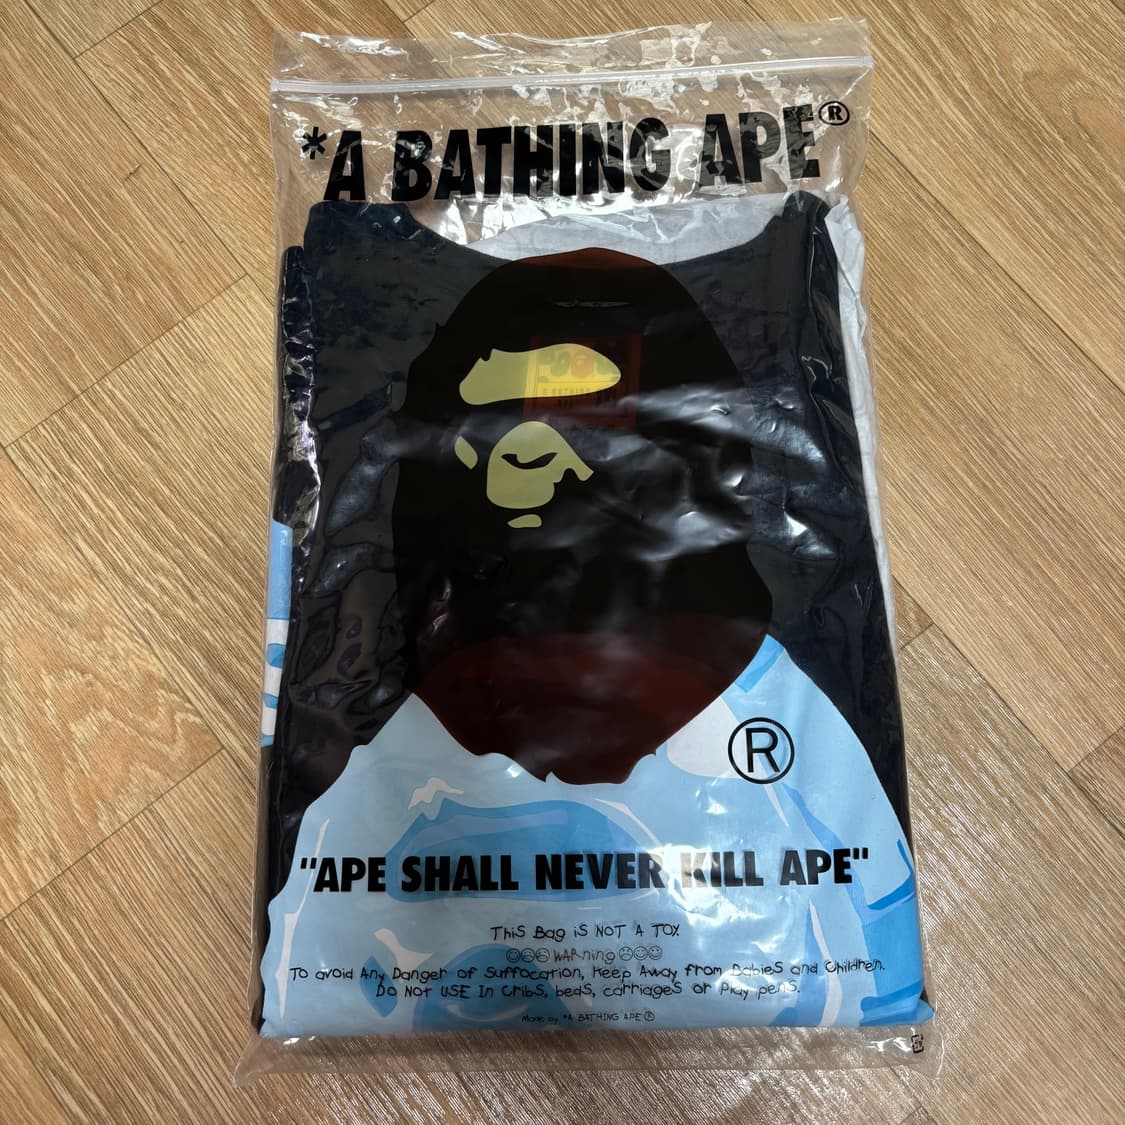 *A BATHING APE®
®
"APE SHALL NEVER KILL APE"
THiS Bag iS NOT A TOY.
WARning
To avoid Any Danger of Suffocation, Keep Away from Babies and Children.
Do NOT USE In Cribs, beds, carriages or Play pens.
Made by *A BATHING APE®